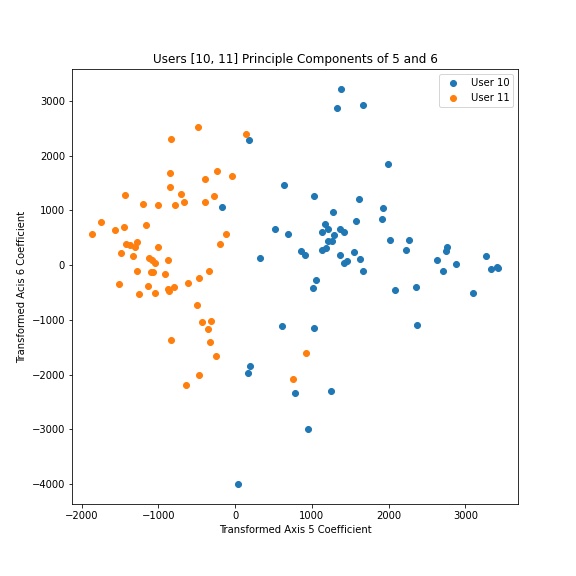 Users [10, 11] Principle Components of 5 and 6
User 10
User 11
Transformed Acis 6 Coefficient
3000
2000
1000
0
−1000
−2000
−3000
−4000
−2000 −1000 0 1000 2000 3000
Transformed Axis 5 Coefficient